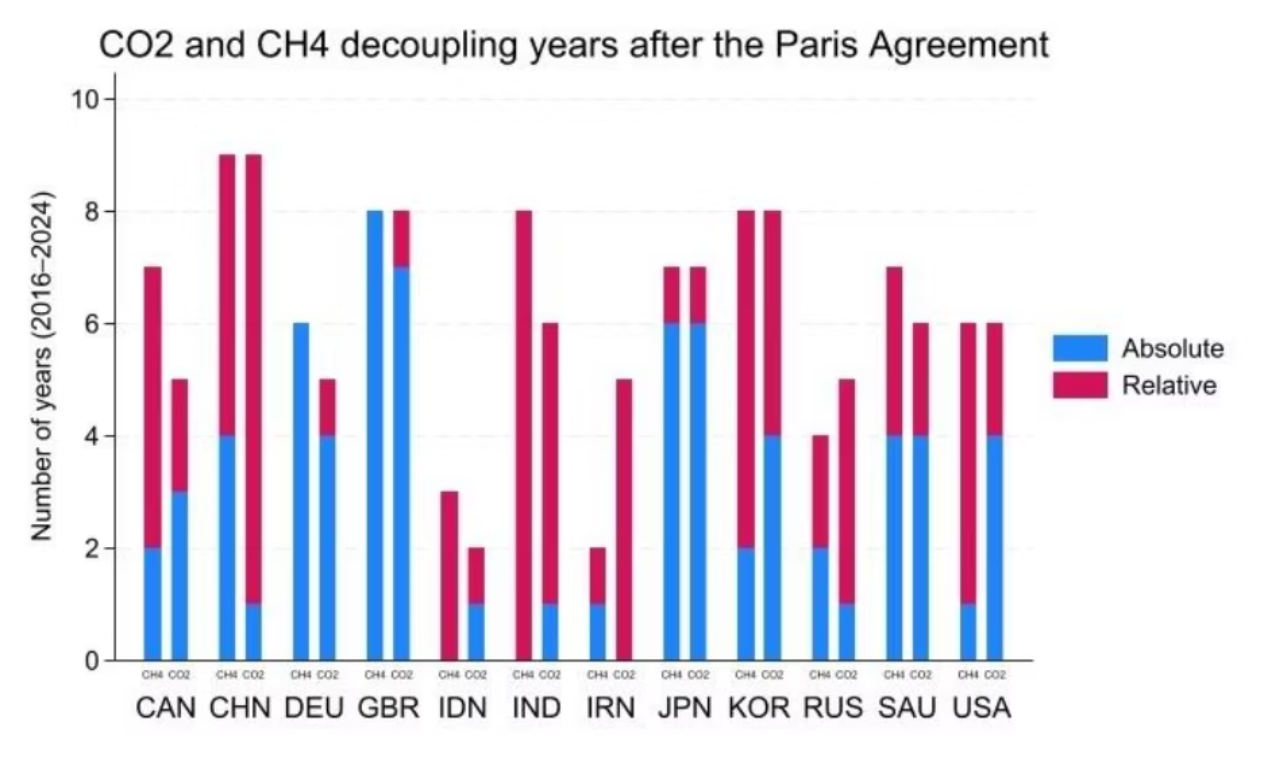 CO2 and CH4 decoupling years after the Paris Agreement
Number of years (2016–2024)
10
8
6
4
2
0
Absolute
Relative
CH4 CO2 CH4 CO2 CH4 CO2 CH4 CO2 CH4 CO2 CH4 CO2 CH4 CO2 CH4 CO2 CH4 CO2 CH4 CO2 CH4 CO2 CH4 CO2
CAN CHN DEU GBR IDN IND IRN JPN KOR RUS SAU USA